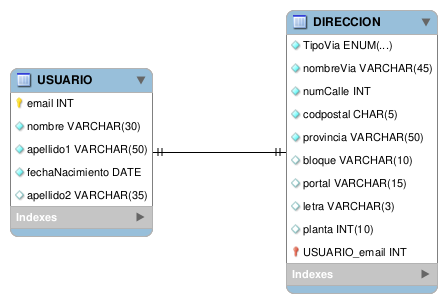 USUARIO
email INT
nombre VARCHAR(30)
apellido1 VARCHAR(50)
fechaNacimiento DATE
apellido2 VARCHAR(35)
Indexes
DIRECCION
TipoVia ENUM(...)
nombreVia VARCHAR(45)
numCalle INT
codpostal CHAR(5)
provincia VARCHAR(50)
bloque VARCHAR(10)
portal VARCHAR(15)
letra VARCHAR(3)
planta INT(10)
USUARIO_email INT
Indexes